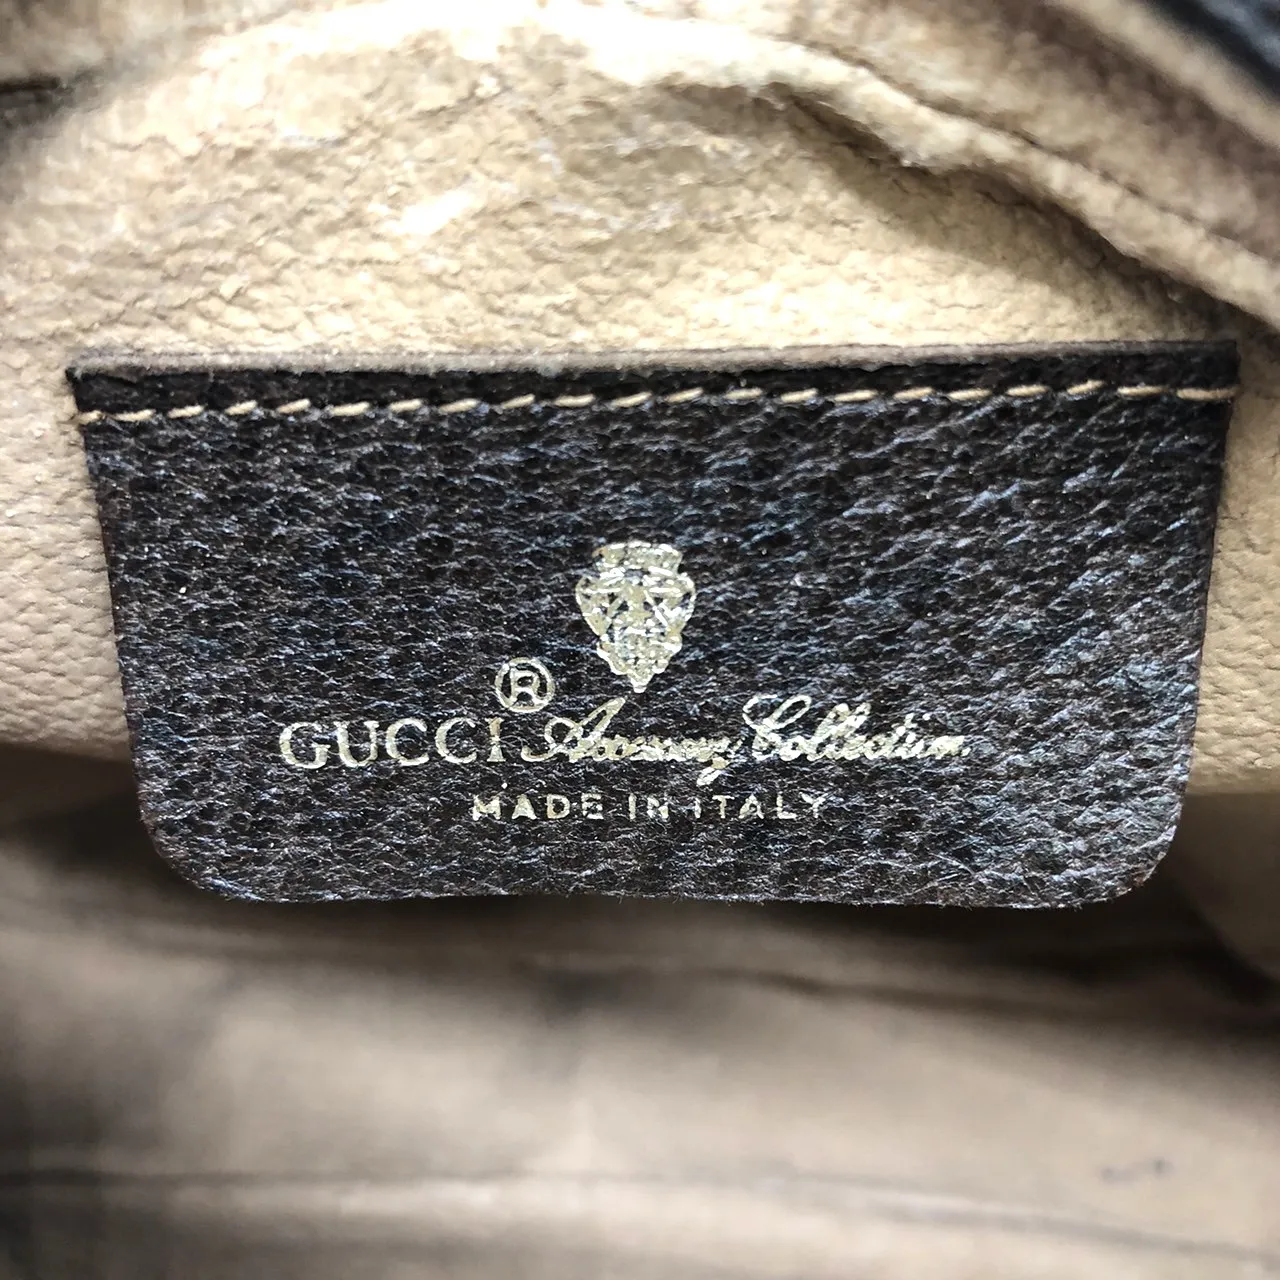 ®
GUCCI Accessory Collection
MADE IN ITALY